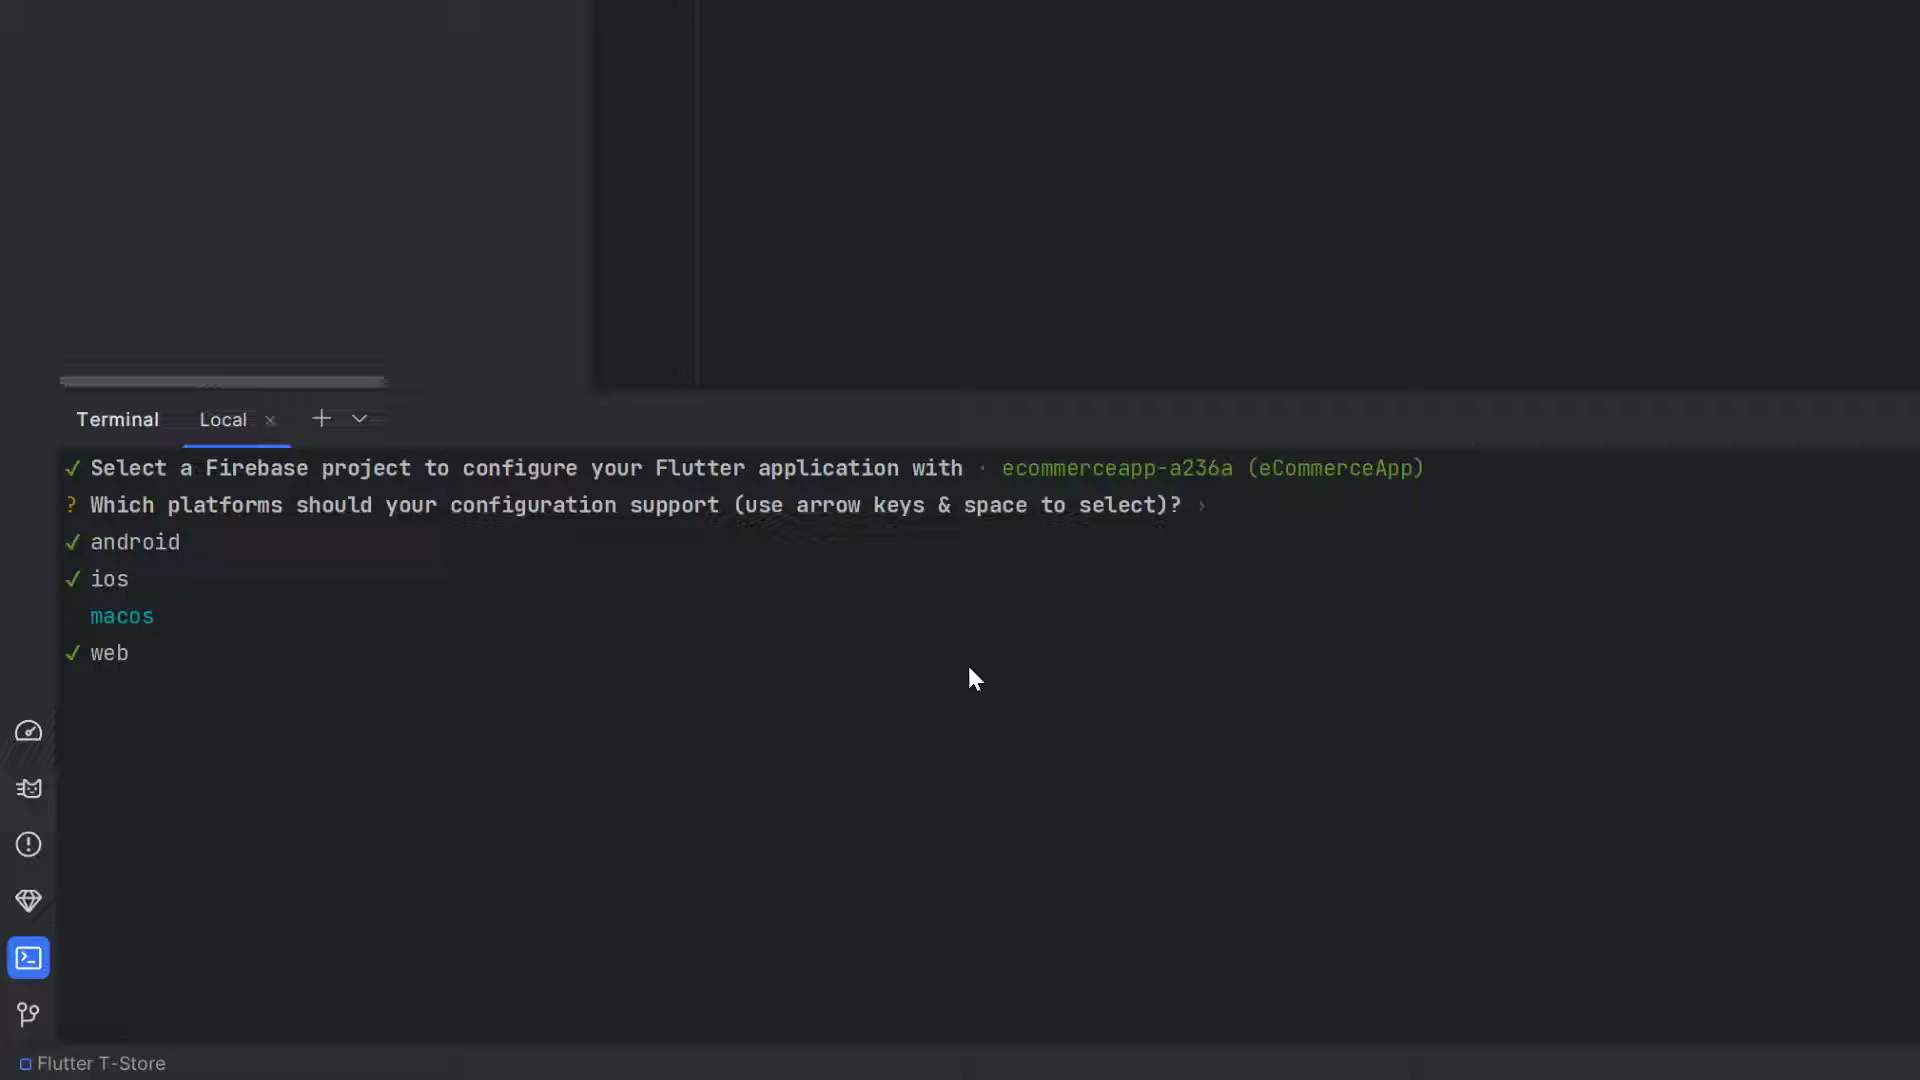 Terminal Local
✓ Select a Firebase project to configure your Flutter application with · ecommerceapp-a236a (eCommerceApp)
? Which platforms should your configuration support (use arrow keys & space to select)? ›
✓ android
✓ ios
macos
✓ web
Flutter T-Store